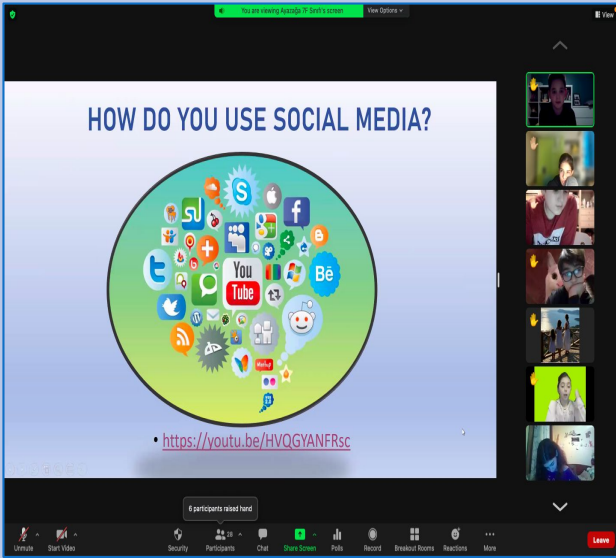 You are viewing Ayazağa 7F Sınıfı's screen
View Options
View
HOW DO YOU USE SOCIAL MEDIA?
You
Tube
Bē
Meetup
• https://youtu.be/HVQGYANFRsc
6 participants raised hand
28
Unmute
Start Video
Security
Participants
Chat
Share Screen
Polls
Record
Breakout Rooms
Reactions
More
Leave